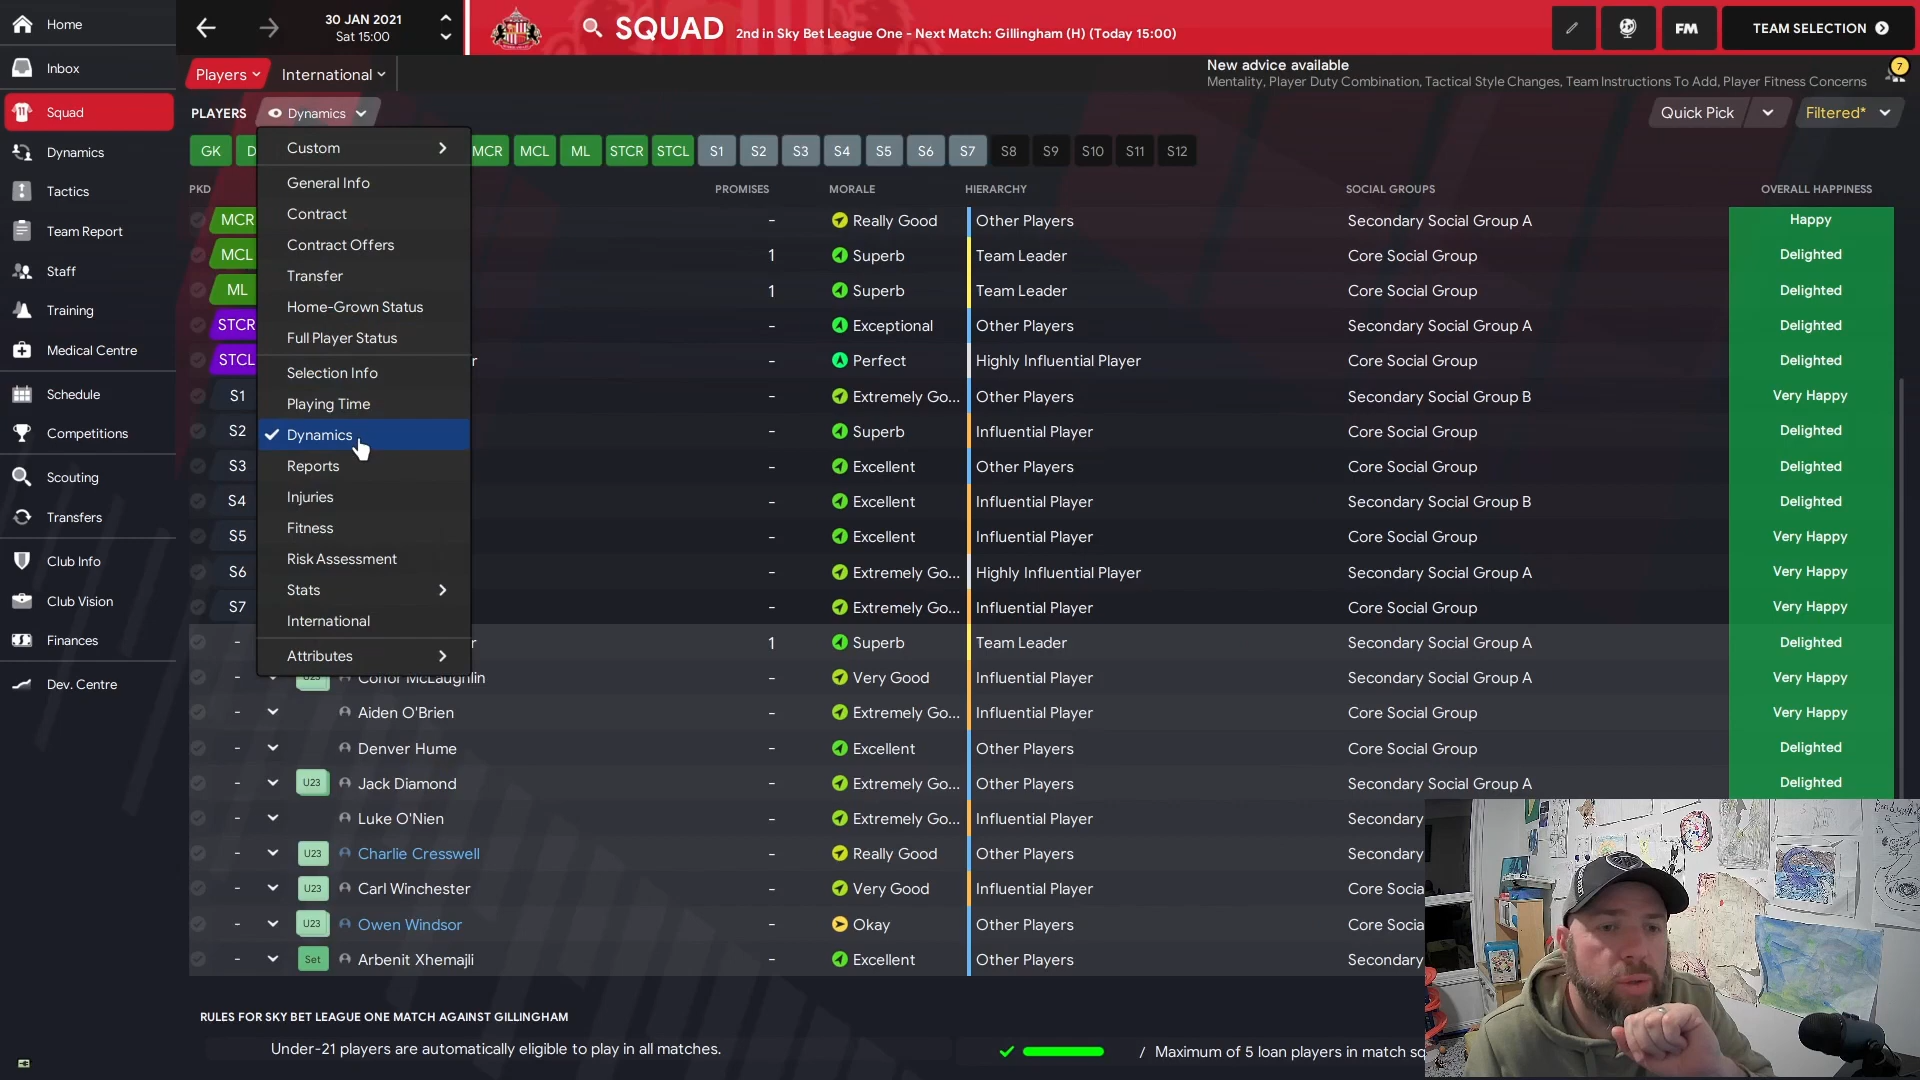 Home
Inbox
Squad
Dynamics
Tactics
Team Report
Staff
Training
Medical Centre
Schedule
Competitions
Scouting
Transfers
Club Info
Club Vision
Finances
Dev. Centre
30 JAN 2021
Sat 15:00
SQUAD
2nd in Sky Bet League One - Next Match: Gillingham (H) (Today 15:00)
FM
TEAM SELECTION
Players
International
New advice available
Mentality, Player Duty Combination, Tactical Style Changes, Team Instructions To Add, Player Fitness Concerns
7
PLAYERS
Dynamics
Quick Pick
Filtered*
GK D MCR MCL ML STCR STCL S1 S2 S3 S4 S5 S6 S7 S8 S9 S10 S11 S12
Custom
General Info
Contract
Contract Offers
Transfer
Home-Grown Status
Full Player Status
Selection Info
Playing Time
Dynamics
Reports
Injuries
Fitness
Risk Assessment
Stats
International
Attributes
PKD PROMISES MORALE HIERARCHY SOCIAL GROUPS OVERALL HAPPINESS
MCR - Really Good Other Players Secondary Social Group A Happy
MCL 1 Superb Team Leader Core Social Group Delighted
ML 1 Superb Team Leader Core Social Group Delighted
STCR - Exceptional Other Players Secondary Social Group A Delighted
STCL r - Perfect Highly Influential Player Core Social Group Delighted
S1 - Extremely Go... Other Players Secondary Social Group B Very Happy
S2 - Superb Influential Player Core Social Group Delighted
S3 - Excellent Other Players Core Social Group Delighted
S4 - Excellent Influential Player Secondary Social Group B Delighted
S5 - Excellent Influential Player Core Social Group Very Happy
S6 - Extremely Go... Highly Influential Player Secondary Social Group A Very Happy
S7 - Extremely Go... Influential Player Core Social Group Very Happy
- r 1 Superb Team Leader Secondary Social Group A Delighted
- U23 Conor McLaughlin - Very Good Influential Player Secondary Social Group A Very Happy
- Aiden O'Brien - Extremely Go... Influential Player Core Social Group Very Happy
- Denver Hume - Excellent Other Players Core Social Group Delighted
- U23 Jack Diamond - Extremely Go... Other Players Secondary Social Group A Delighted
- Luke O'Nien - Extremely Go... Influential Player Secondary Social
- U23 Charlie Cresswell - Really Good Other Players Secondary
- U23 Carl Winchester - Very Good Influential Player Core Socia
- U23 Owen Windsor - Okay Other Players Core Socia
- Set Arbenit Xhemajli - Excellent Other Players Secondary
RULES FOR SKY BET LEAGUE ONE MATCH AGAINST GILLINGHAM
Under-21 players are automatically eligible to play in all matches.
/ Maximum of 5 loan players in match sq